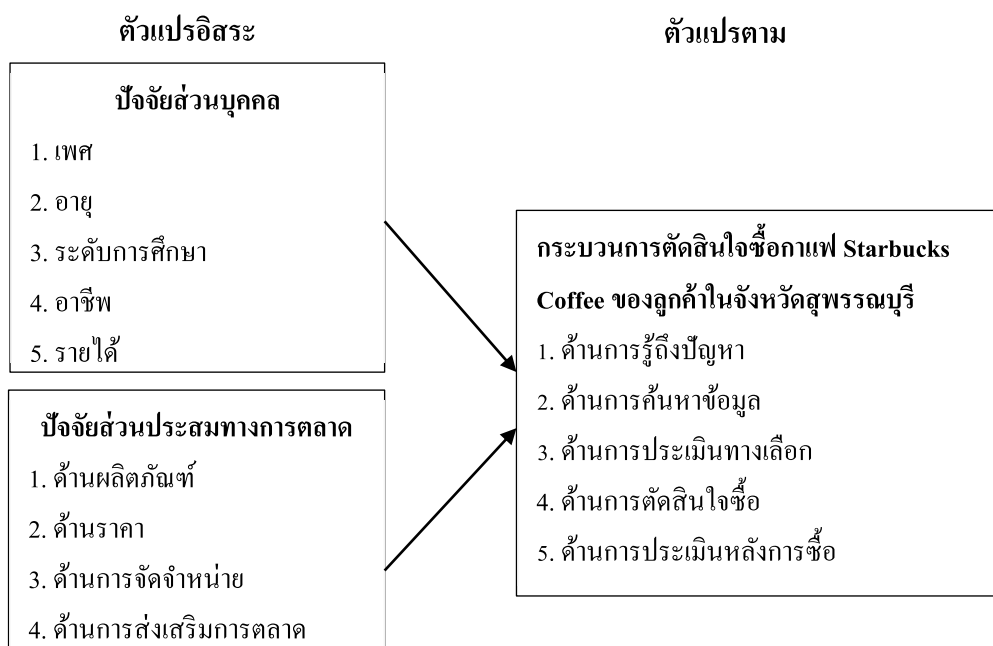 ตัวแปรอิสระ
ตัวแปรตาม
ปัจจัยส่วนบุคคล
1. เพศ
2. อายุ
3. ระดับการศึกษา
4. อาชีพ
5. รายได้
ปัจจัยส่วนประสมทางการตลาด
1. ด้านผลิตภัณฑ์
2. ด้านราคา
3. ด้านการจัดจำหน่าย
4. ด้านการส่งเสริมการตลาด
กระบวนการตัดสินใจซื้อกาแฟ Starbucks
Coffee ของลูกค้าในจังหวัดสุพรรณบุรี
1. ด้านการรู้ถึงปัญหา
2. ด้านการค้นหาข้อมูล
3. ด้านการประเมินทางเลือก
4. ด้านการตัดสินใจซื้อ
5. ด้านการประเมินหลังการซื้อ